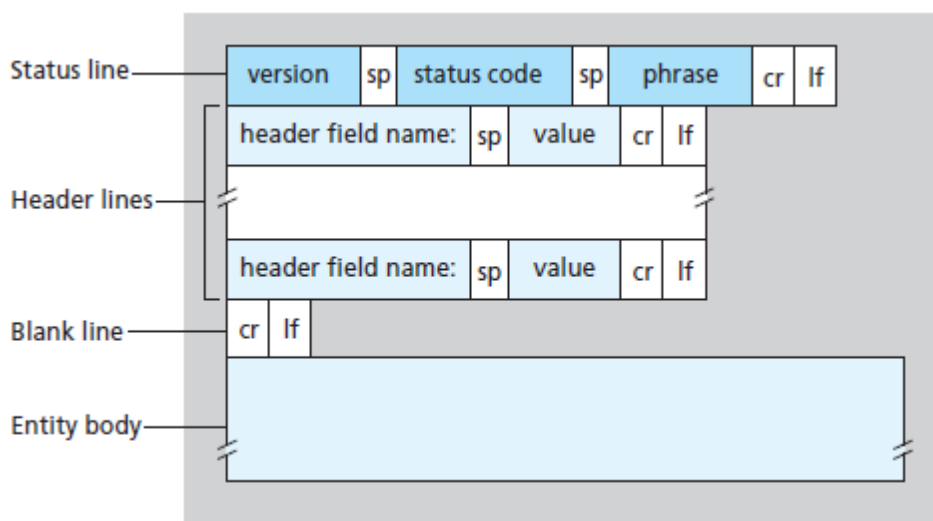 Status line version sp status code sp phrase cr lf
header field name: sp value cr lf
Header lines
header field name: sp value cr lf
Blank line cr lf
Entity body